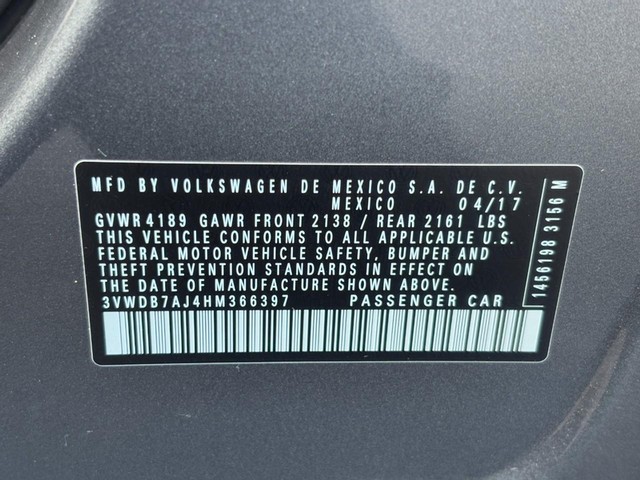 MFD BY VOLKSWAGEN DE MEXICO S.A. DE C.V.
MEXICO 04/17
GVWR 4189 GAWR FRONT 2138 / REAR 2161 LBS
THIS VEHICLE CONFORMS TO ALL APPLICABLE U.S.
FEDERAL MOTOR VEHICLE SAFETY, BUMPER AND
THEFT PREVENTION STANDARDS IN EFFECT ON
THE DATE OF MANUFACTURE SHOWN ABOVE.
3VWDB7AJ4HM366397 PASSENGER CAR
1456198 3156 M